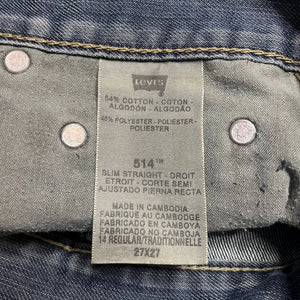 Levi's
54% COTTON - COTON -
ALGODÓN - ALGODÃO
46% POLYESTER - POLIESTER -
POLIÉSTER
514™
SLIM STRAIGHT - DROIT
ETROIT - CORTE SEMI
AJUSTADO PIERNA RECTA
MADE IN CAMBODIA
FABRIQUE AU CAMBODGE
FABRICADO EN CAMBOYA
FABRICADO NO CAMBOJA
14 REGULAR/TRADITIONNELLE
27X27